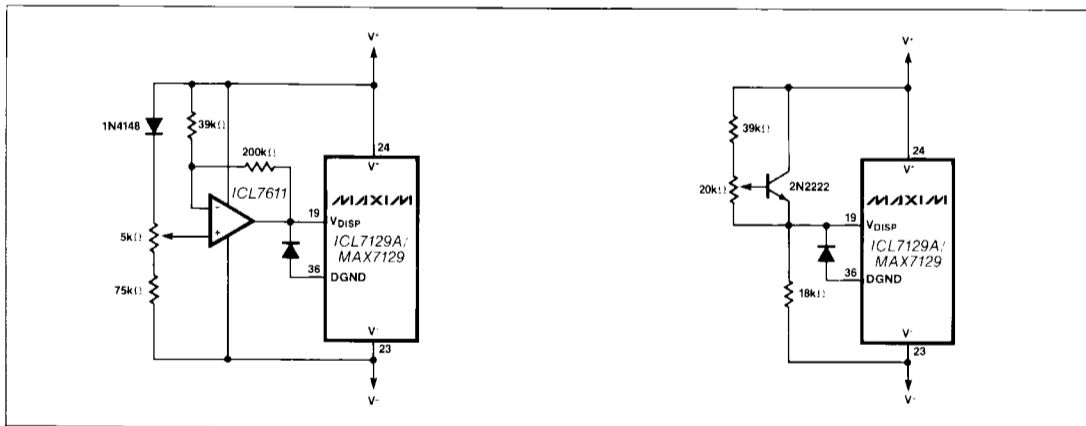 V+
1N4148
39kΩ
200kΩ
ICL7611
-
+
5kΩ
75kΩ
24
V+
MAXIM
19
VDISP
ICL7129A/
MAX7129
36
DGND
V-
23
V-
V+
39kΩ
20kΩ
2N2222
18kΩ
24
V+
MAXIM
19
VDISP
ICL7129A/
MAX7129
36
DGND
V-
23
V-